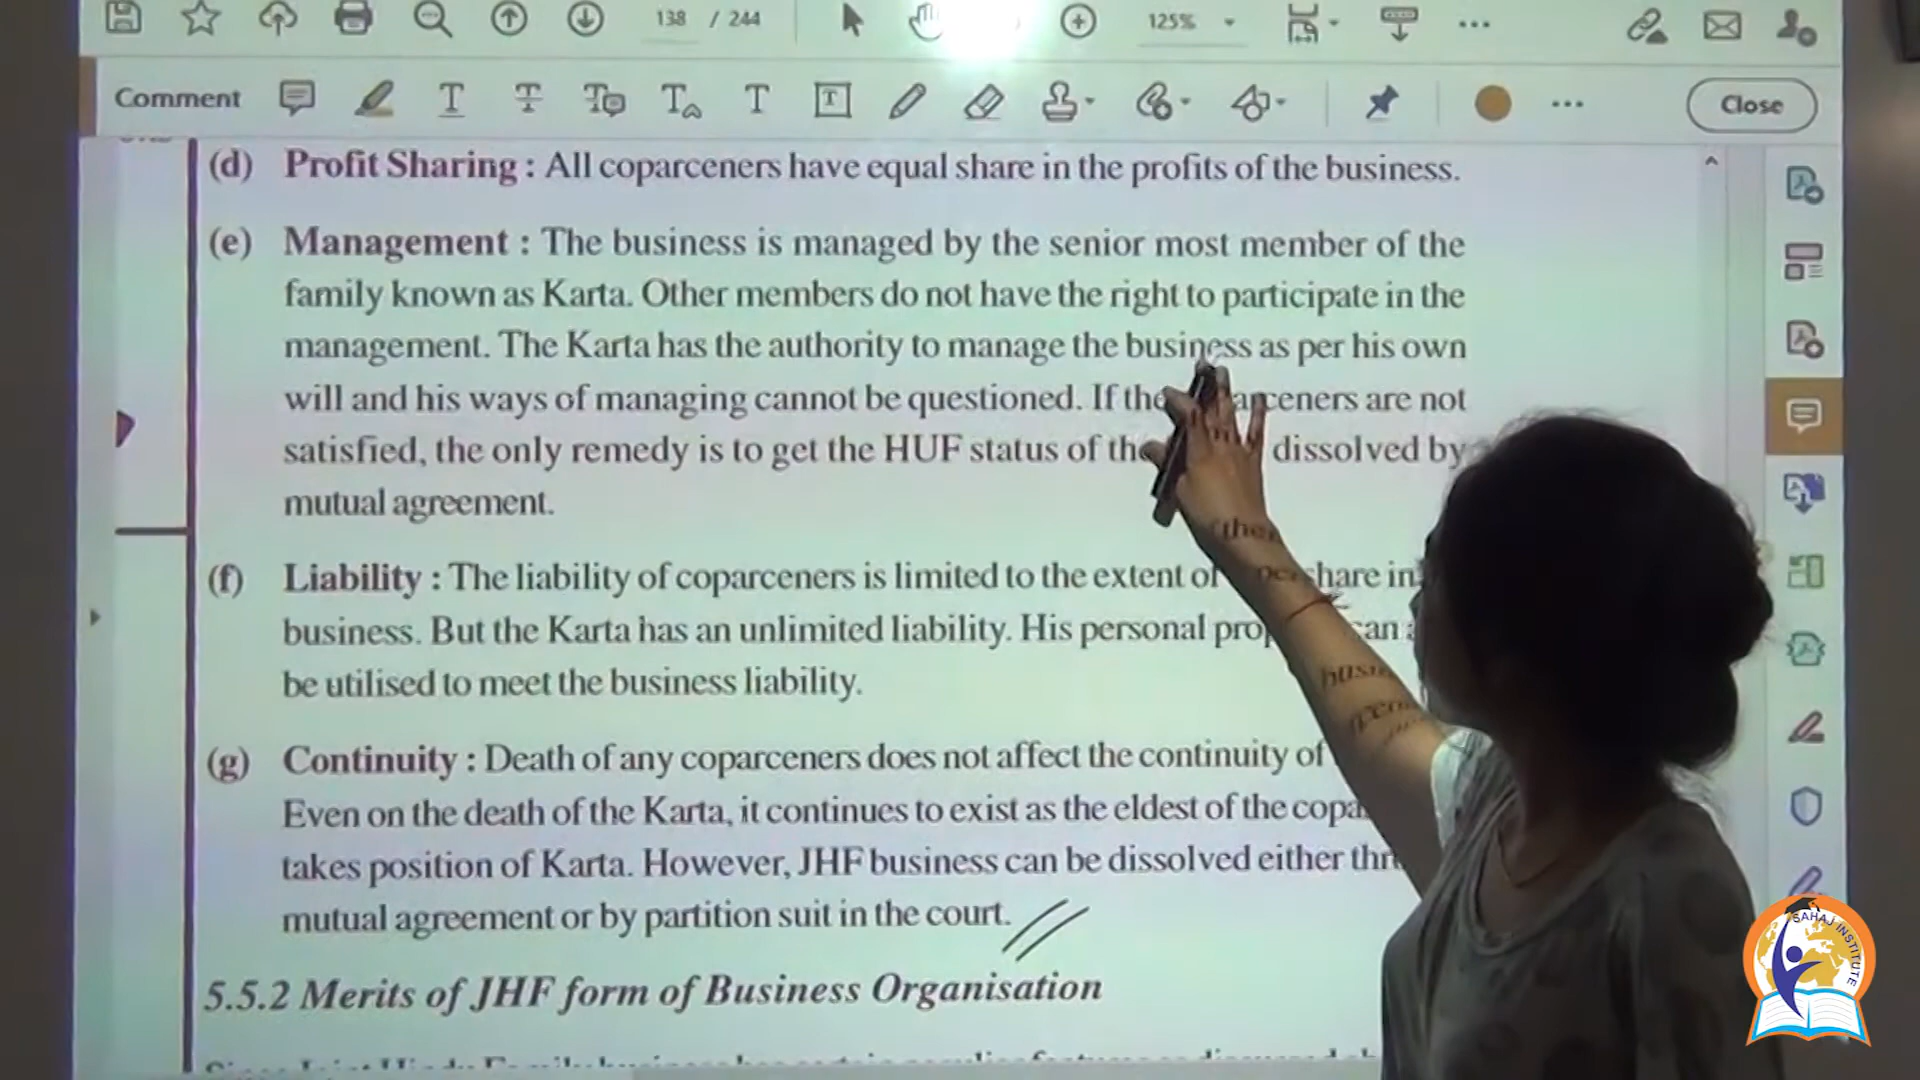 138 / 244
125%
Comment
Close
(d) Profit Sharing : All coparceners have equal share in the profits of the business.
(e) Management : The business is managed by the senior most member of the
family known as Karta. Other members do not have the right to participate in the
management. The Karta has the authority to manage the business as per his own
will and his ways of managing cannot be questioned. If the are not
satisfied, the only remedy is to get the HUF status of the dissolved by
mutual agreement.
(f) Liability : The liability of coparceners is limited to the extent of share in
business. But the Karta has an unlimited liability. His personal can
be utilised to meet the business liability.
(g) Continuity : Death of any coparceners does not affect the continuity of
Even on the death of the Karta, it continues to exist as the eldest of the
takes position of Karta. However, JHF business can be dissolved either
mutual agreement or by partition suit in the court.
5.5.2 Merits of JHF form of Business Organisation
SAHAJ INSTITUTE